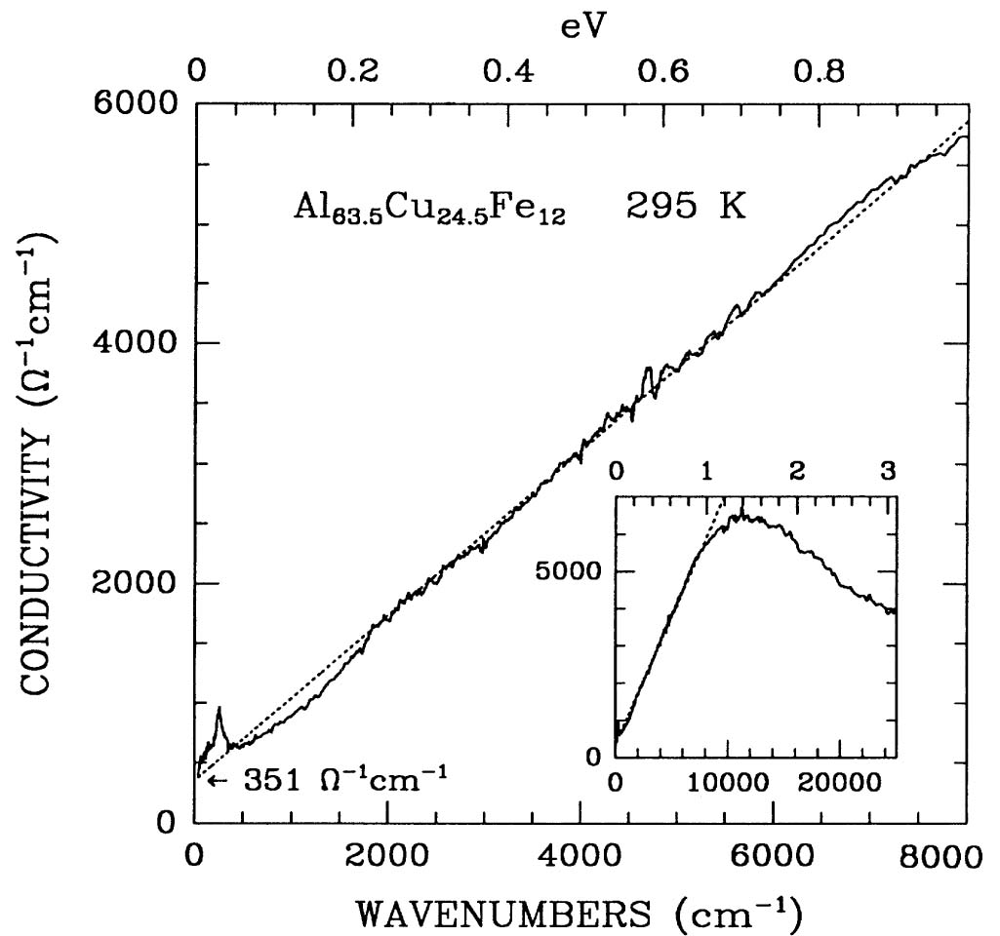 eV
0 0.2 0.4 0.6 0.8
6000
Al63.5Cu24.5Fe12 295 K
CONDUCTIVITY (Ω−1cm−1)
4000
2000
0
← 351 Ω−1cm−1
0 1 2 3
5000
0
0 10000 20000
0 2000 4000 6000 8000
WAVENUMBERS (cm−1)